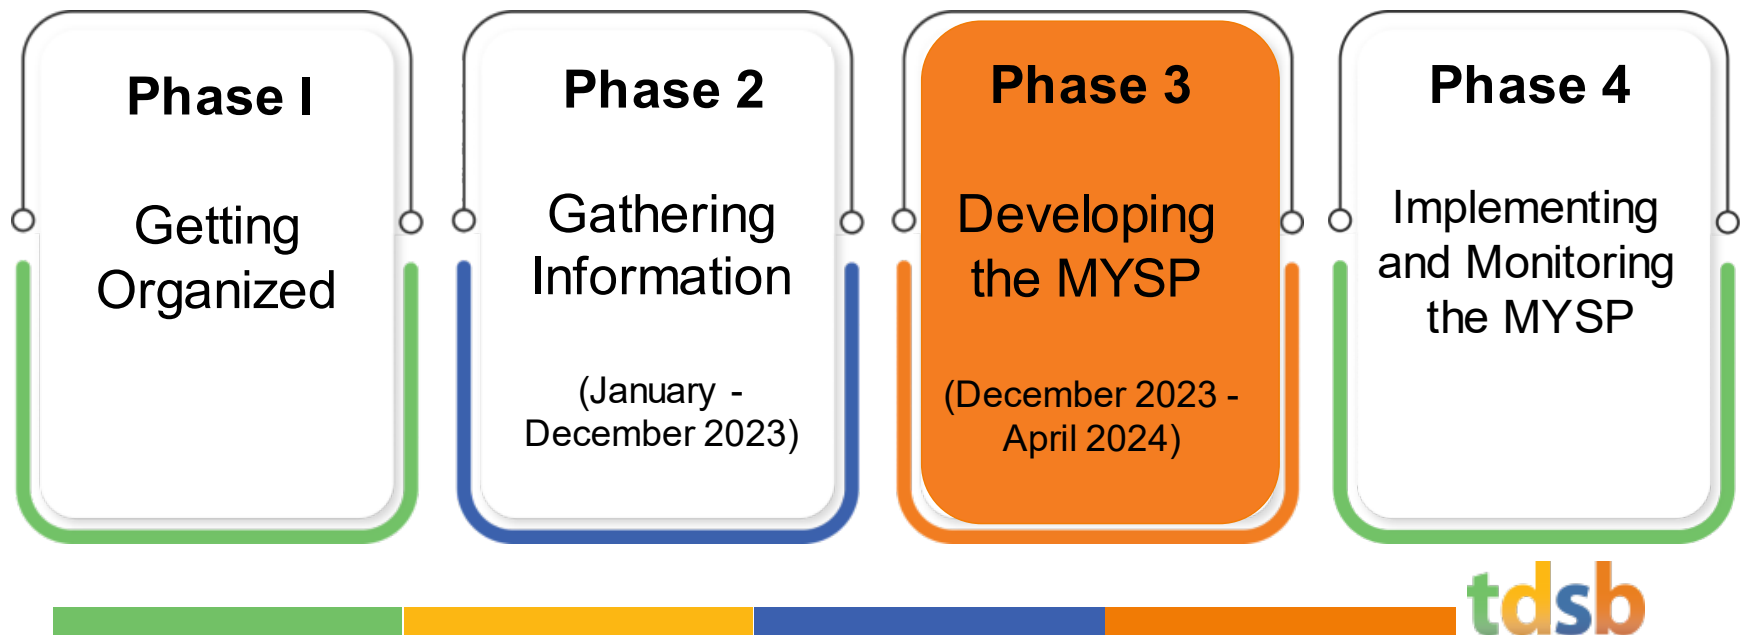 Phase I
Getting
Organized
Phase 2
Gathering
Information
(January -
December 2023)
Phase 3
Developing
the MYSP
(December 2023 -
April 2024)
Phase 4
Implementing
and Monitoring
the MYSP
tdsb